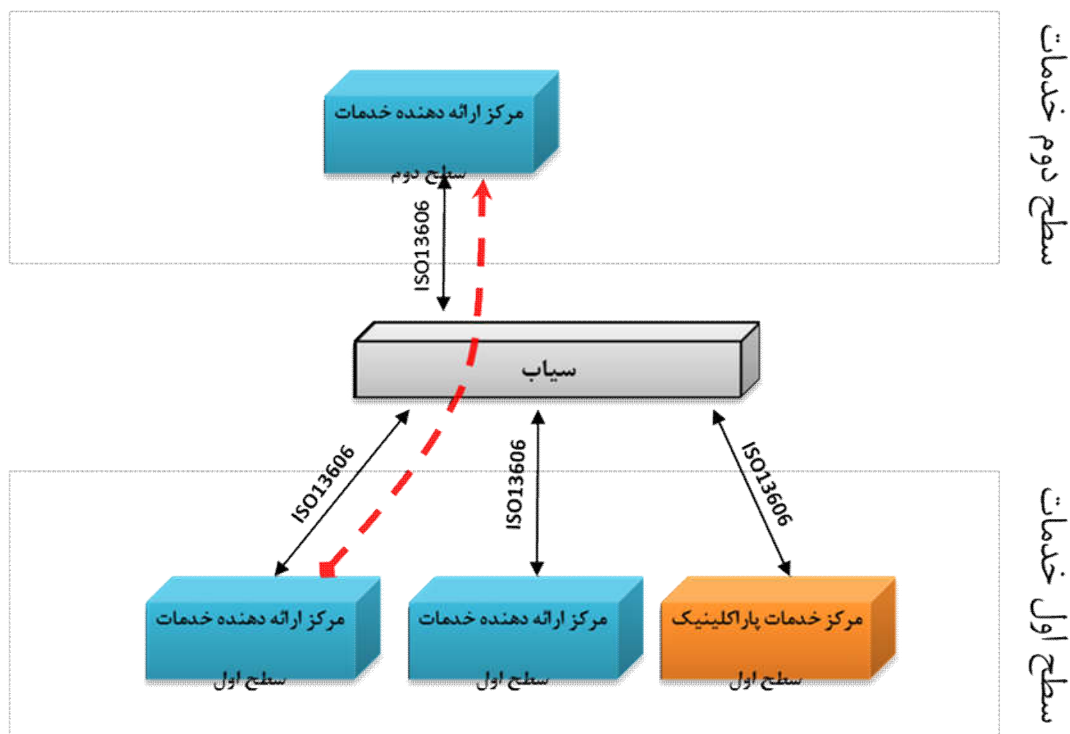 سطح دوم خدمات
مرکز ارائه دهنده خدمات
سطح دوم
ISO13606
سیاب
ISO13606
ISO13606
ISO13606
سطح اول خدمات
مرکز خدمات پاراکلینیک
سطح اول
مرکز ارائه دهنده خدمات
سطح اول
مرکز ارائه دهنده خدمات
سطح اول